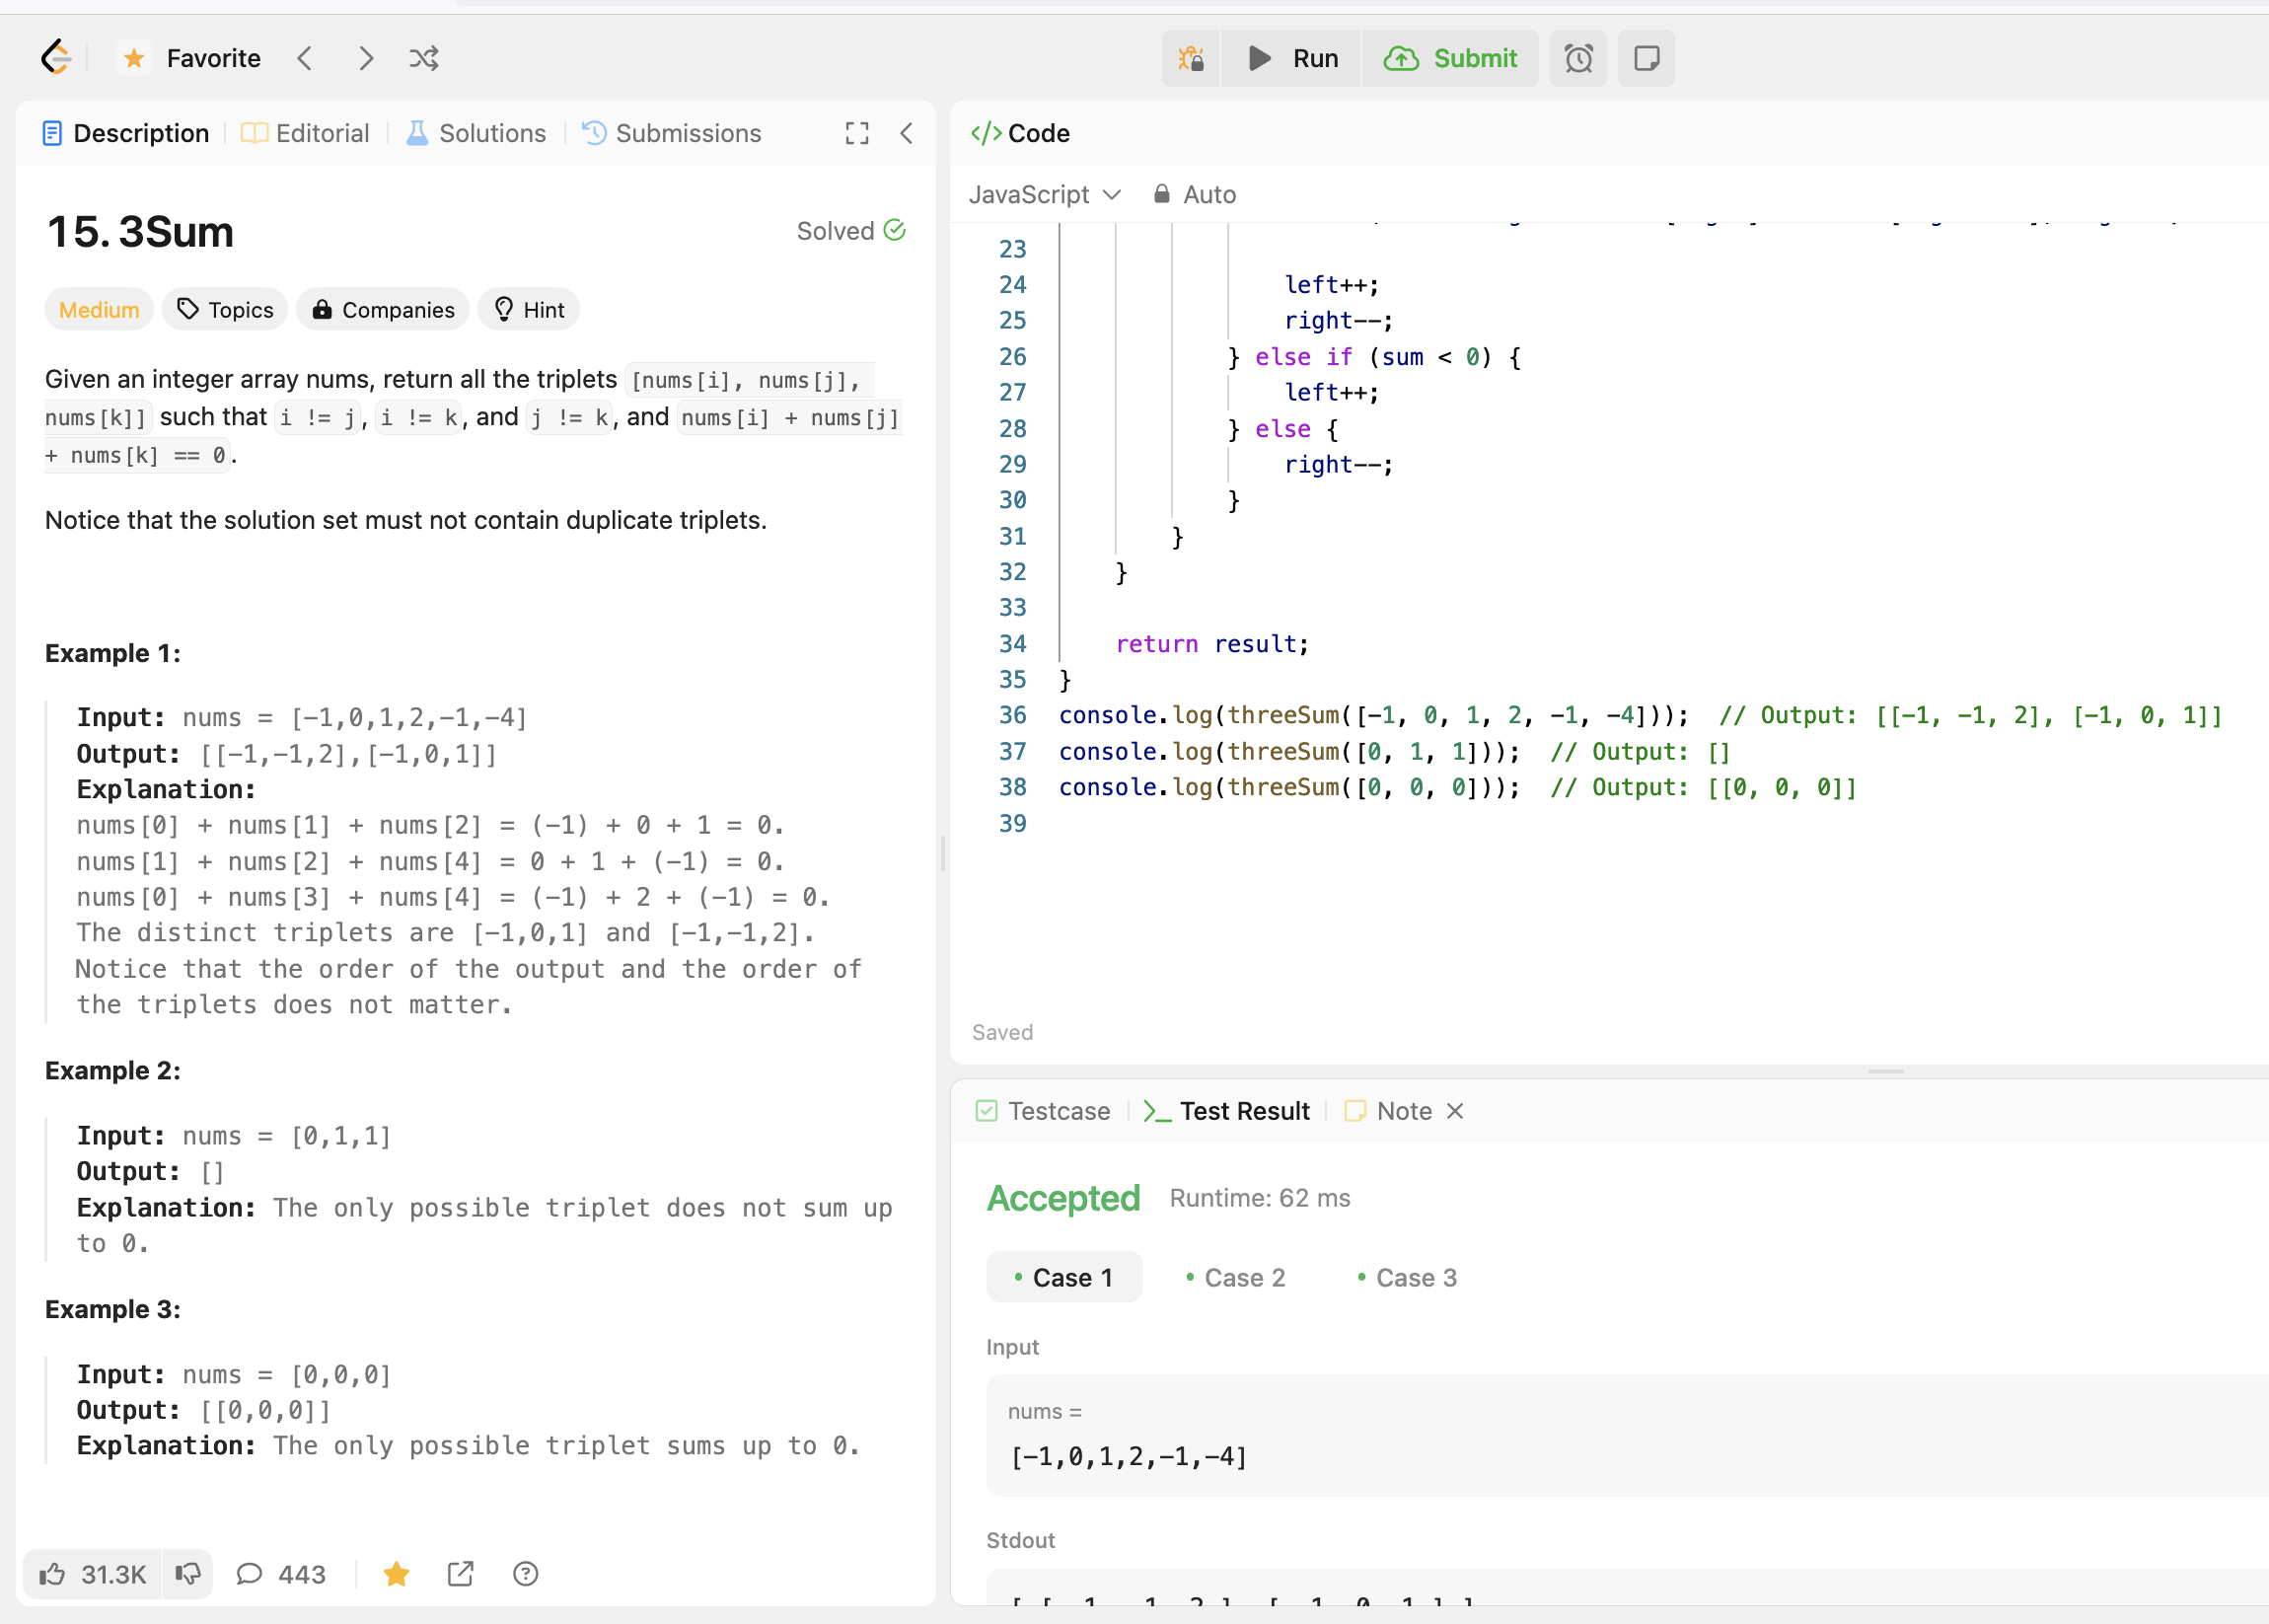 Favorite
Run
Submit
Description
Editorial
Solutions
Submissions
15. 3Sum
Solved
Medium
Topics
Companies
Hint
Given an integer array nums, return all the triplets [nums[i], nums[j],
nums[k]] such that i != j, i != k, and j != k, and nums[i] + nums[j]
+ nums[k] == 0.
Notice that the solution set must not contain duplicate triplets.
Example 1:
Input: nums = [-1,0,1,2,-1,-4]
Output: [[-1,-1,2],[-1,0,1]]
Explanation:
nums[0] + nums[1] + nums[2] = (-1) + 0 + 1 = 0.
nums[1] + nums[2] + nums[4] = 0 + 1 + (-1) = 0.
nums[0] + nums[3] + nums[4] = (-1) + 2 + (-1) = 0.
The distinct triplets are [-1,0,1] and [-1,-1,2].
Notice that the order of the output and the order of
the triplets does not matter.
Example 2:
Input: nums = [0,1,1]
Output: []
Explanation: The only possible triplet does not sum up
to 0.
Example 3:
Input: nums = [0,0,0]
Output: [[0,0,0]]
Explanation: The only possible triplet sums up to 0.
31.3K
443
</> Code
JavaScript
Auto
23
24 left++;
25 right--;
26 } else if (sum < 0) {
27 left++;
28 } else {
29 right--;
30 }
31 }
32 }
33
34 return result;
35 }
36 console.log(threeSum([-1, 0, 1, 2, -1, -4])); // Output: [[-1, -1, 2], [-1, 0, 1]]
37 console.log(threeSum([0, 1, 1])); // Output: []
38 console.log(threeSum([0, 0, 0])); // Output: [[0, 0, 0]]
39
Saved
Testcase
Test Result
Note
Accepted
Runtime: 62 ms
Case 1
Case 2
Case 3
Input
nums =
[-1,0,1,2,-1,-4]
Stdout